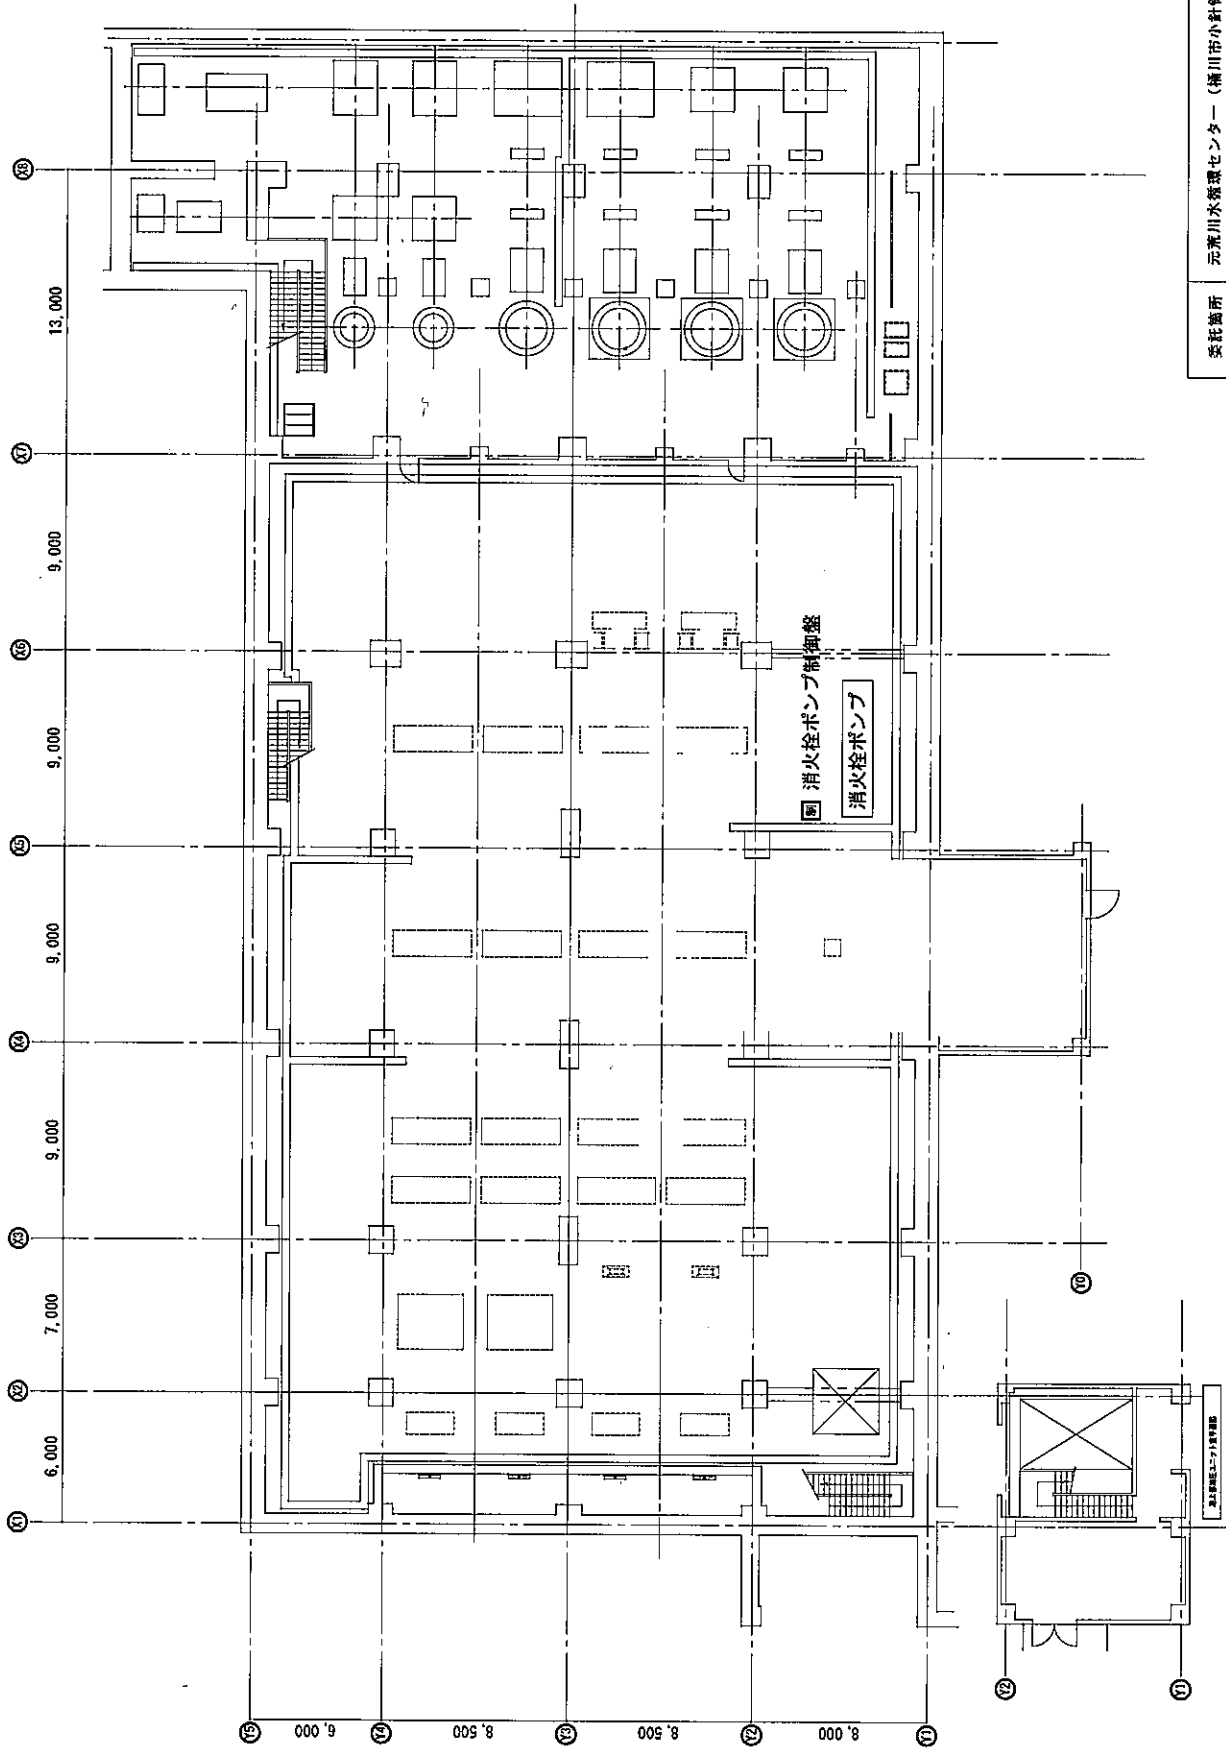 X1
6,000
X2
7,000
X3
9,000
X4
9,000
X5
9,000
X6
9,000
X7
13,000
X8
Y5
6,000
Y4
8,500
Y3
8,500
Y2
8,000
Y1
制 消火栓ポンプ制御盤
消火栓ポンプ
Y0
Y2
Y1
委託箇所 元荒川水循環センター(桶川市小針